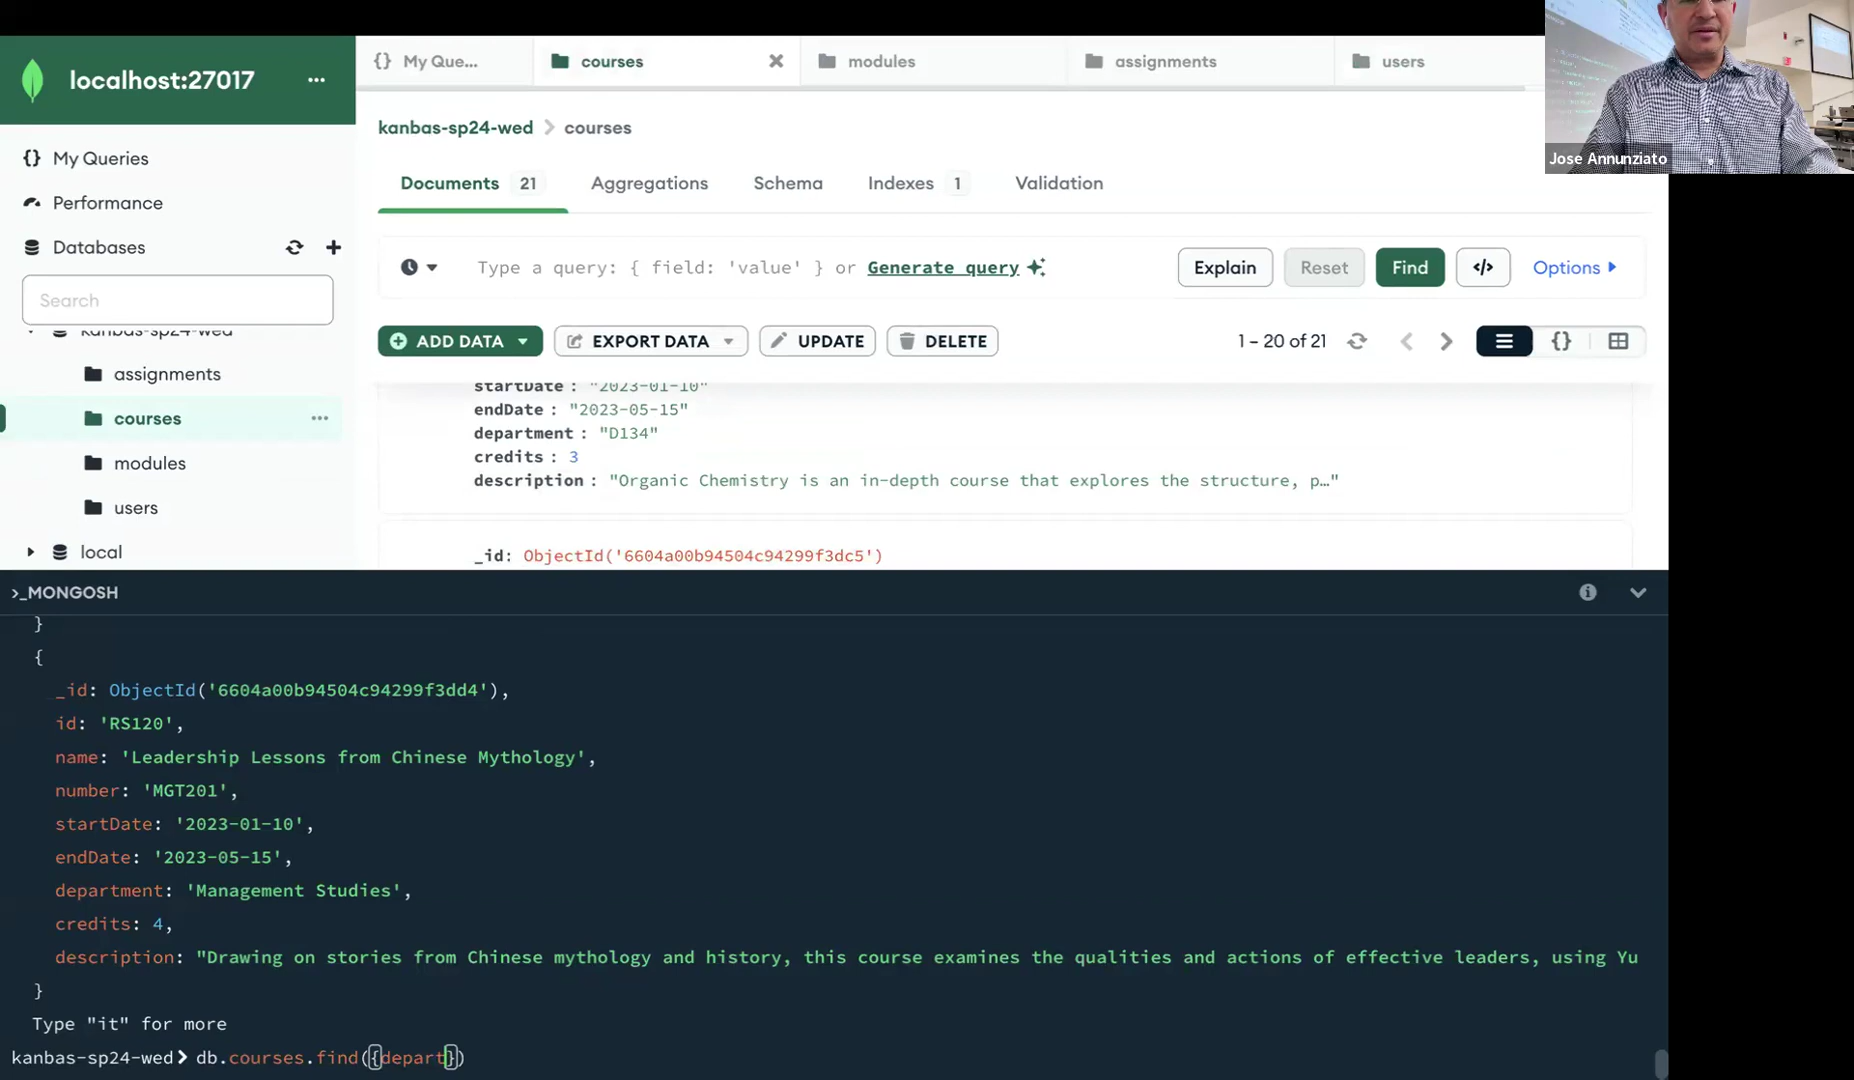 localhost:27017
My Queries
Performance
Databases
Search
kanbas-sp24-wed
assignments
courses
modules
users
local
{} My Que...
courses
modules
assignments
users
kanbas-sp24-wed > courses
Documents 21
Aggregations
Schema
Indexes 1
Validation
Type a query: { field: 'value' } or Generate query
Explain
Reset
Find
</>
Options
ADD DATA
EXPORT DATA
UPDATE
DELETE
1 – 20 of 21
{}
startDate : "2023-01-10"
endDate : "2023-05-15"
department : "D134"
credits : 3
description : "Organic Chemistry is an in-depth course that explores the structure, p…"
_id: ObjectId('6604a00b94504c94299f3dc5')
Jose Annunziato
>_MONGOSH
}
{
_id: ObjectId('6604a00b94504c94299f3dd4'),
id: 'RS120',
name: 'Leadership Lessons from Chinese Mythology',
number: 'MGT201',
startDate: '2023-01-10',
endDate: '2023-05-15',
department: 'Management Studies',
credits: 4,
description: "Drawing on stories from Chinese mythology and history, this course examines the qualities and actions of effective leaders, using Yu
}
Type "it" for more
kanbas-sp24-wed> db.courses.find({depart})